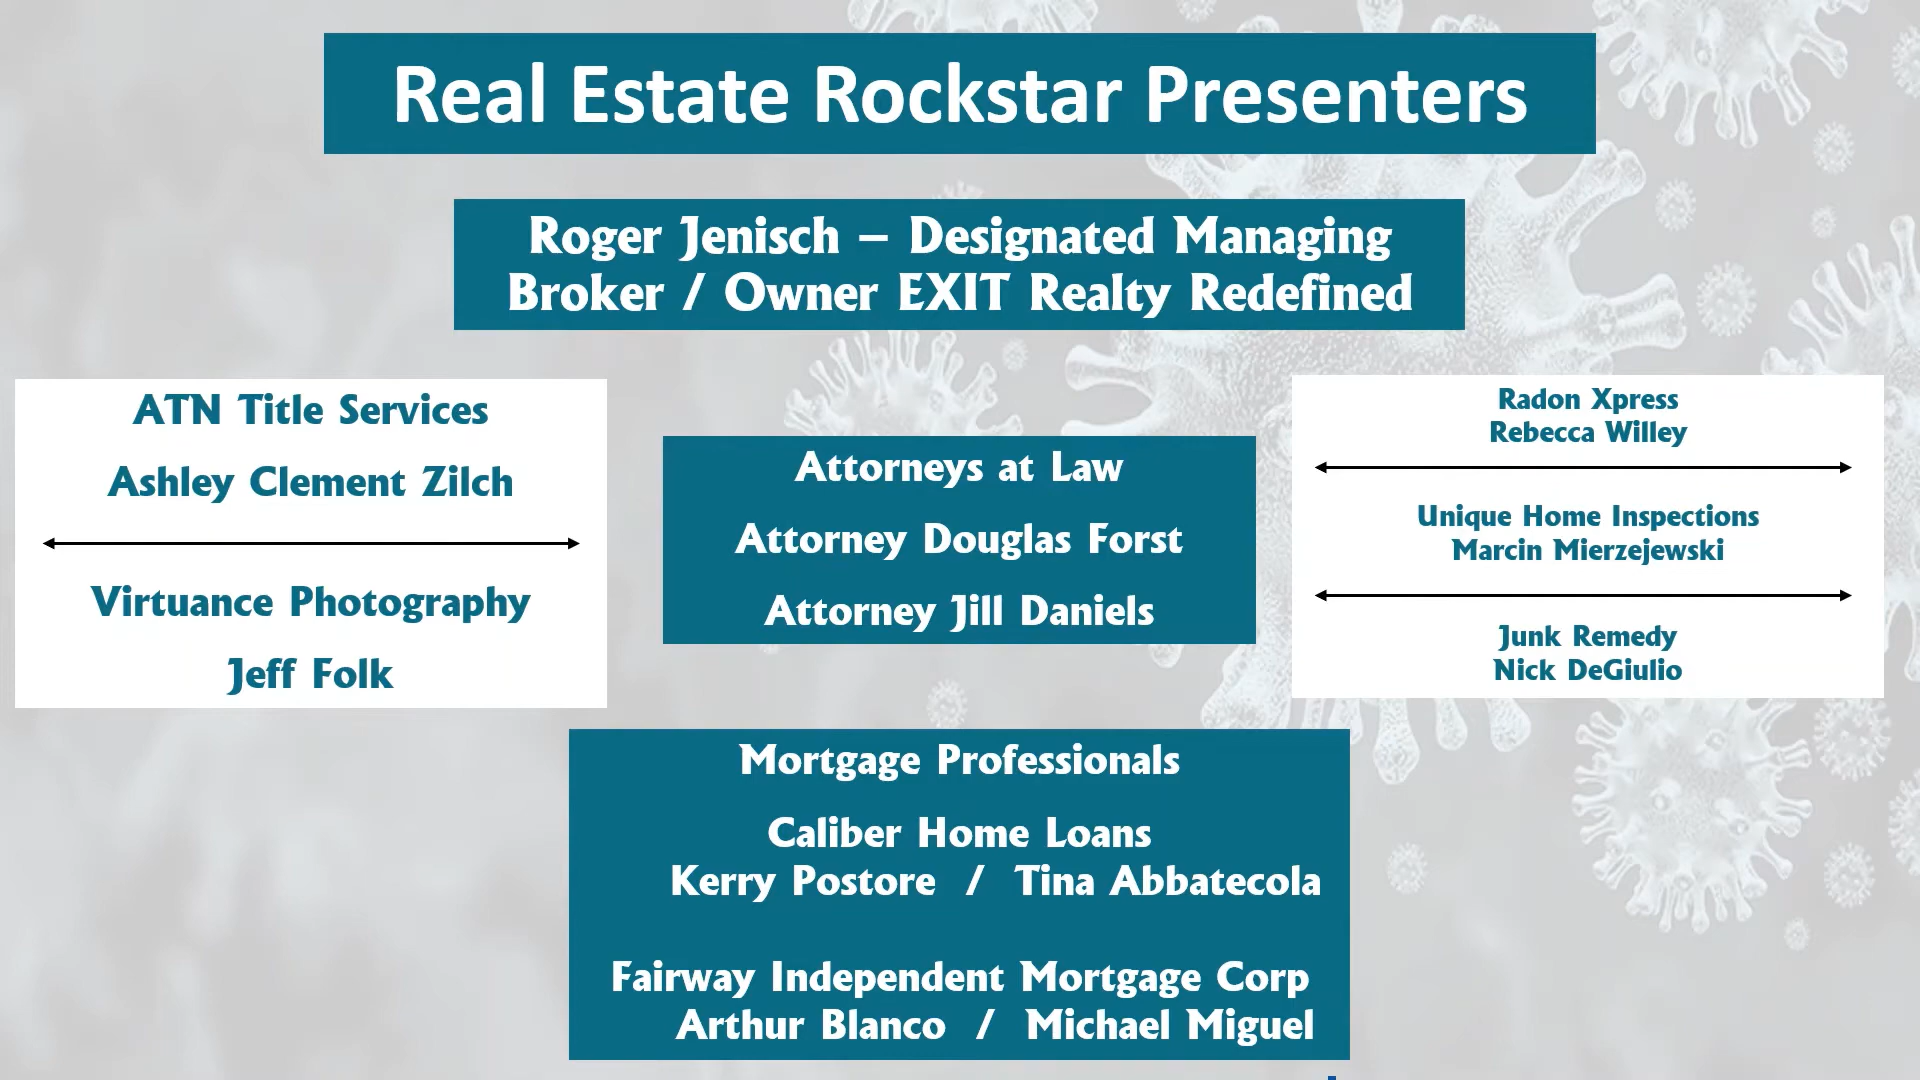 Real Estate Rockstar Presenters
Roger Jenisch – Designated Managing
Broker / Owner EXIT Realty Redefined
ATN Title Services
Ashley Clement Zilch
Virtuance Photography
Jeff Folk
Attorneys at Law
Attorney Douglas Forst
Attorney Jill Daniels
Radon Xpress
Rebecca Willey
Unique Home Inspections
Marcin Mierzejewski
Junk Remedy
Nick DeGiulio
Mortgage Professionals
Caliber Home Loans
Kerry Postore / Tina Abbatecola
Fairway Independent Mortgage Corp
Arthur Blanco / Michael Miguel